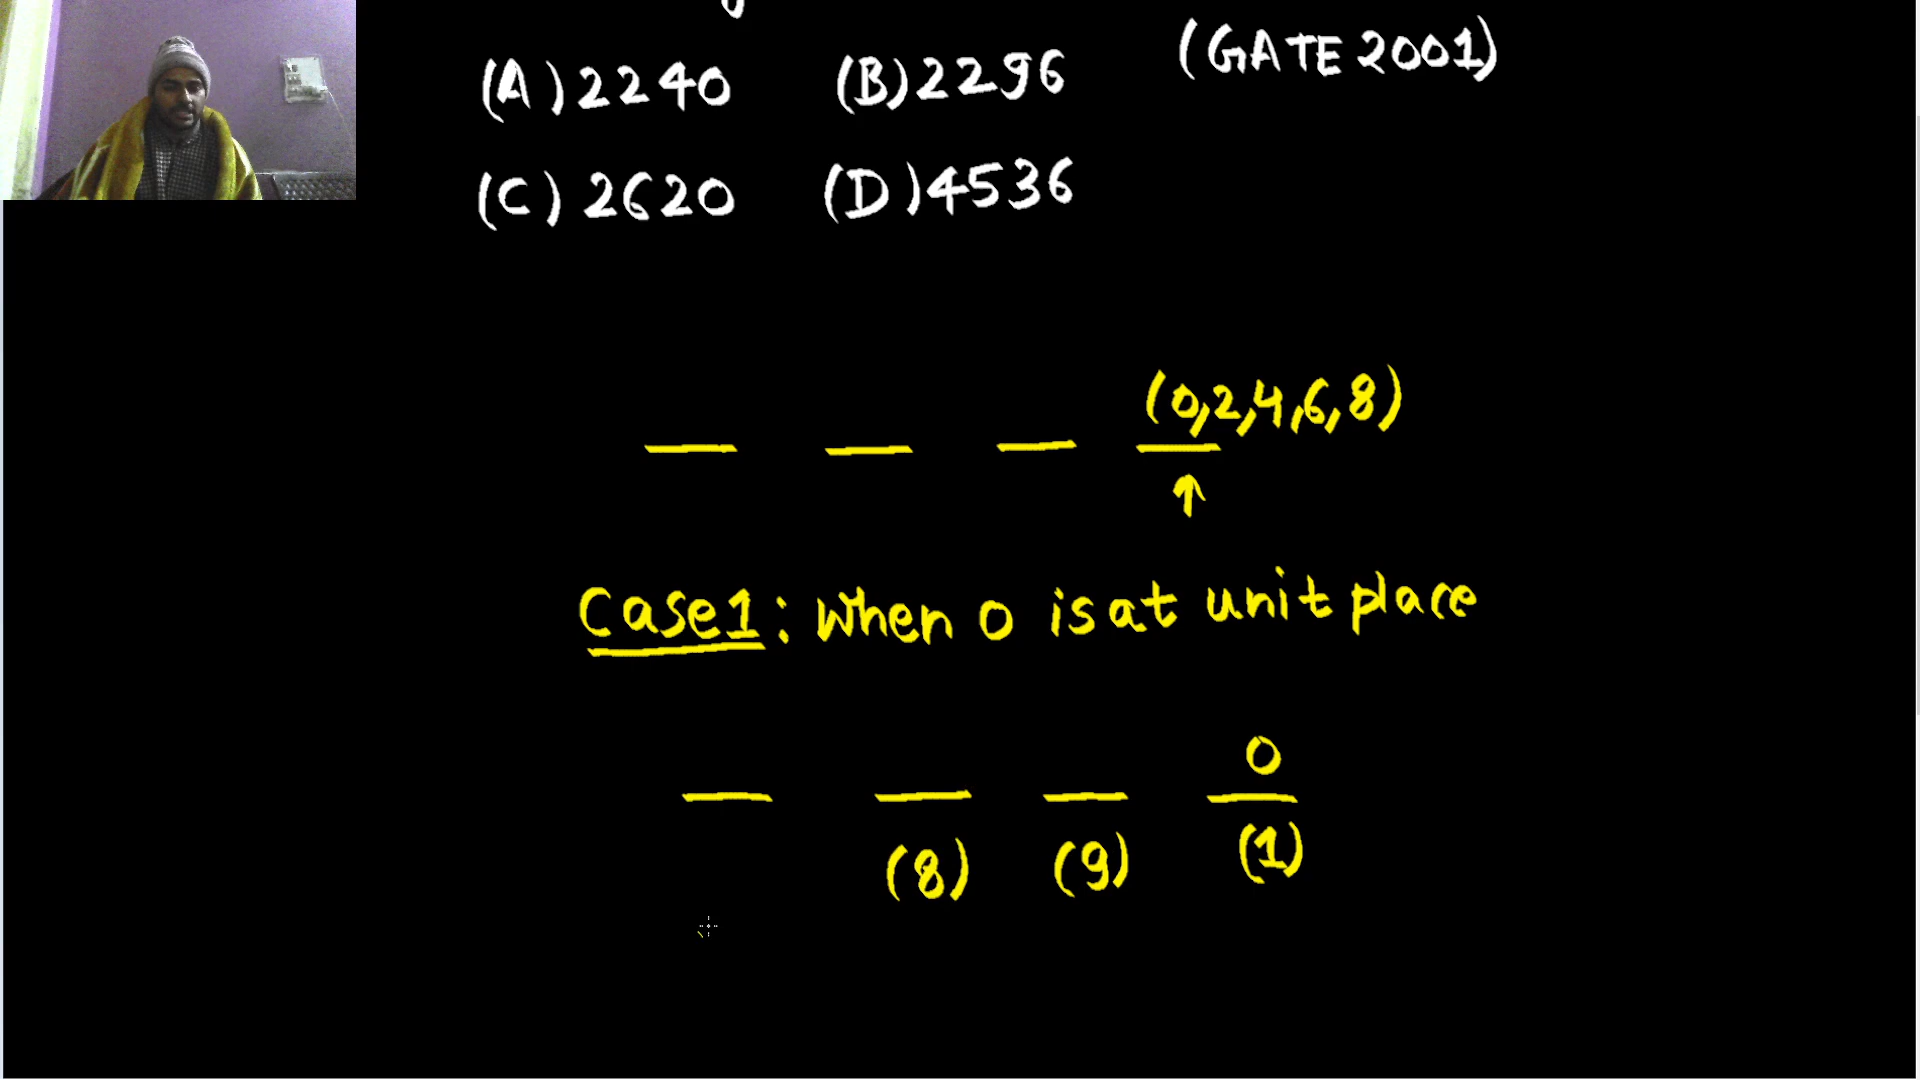 (GATE 2001)
(A) 2240 (B) 2296
(C) 2620 (D) 4536
(0,2,4,6,8)
↑
Case1: When 0 is at unit place
0
(8) (9) (1)